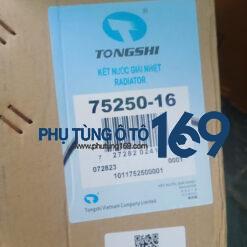 TONGSHI
KÉT NƯỚC GIẢI NHIỆT
RADIATOR
75250-16
PHỤ TÙNG Ô TÔ 169
www.phutung169.com
072823
0001
1011752500001
Tongshi Vietnam Company Limited